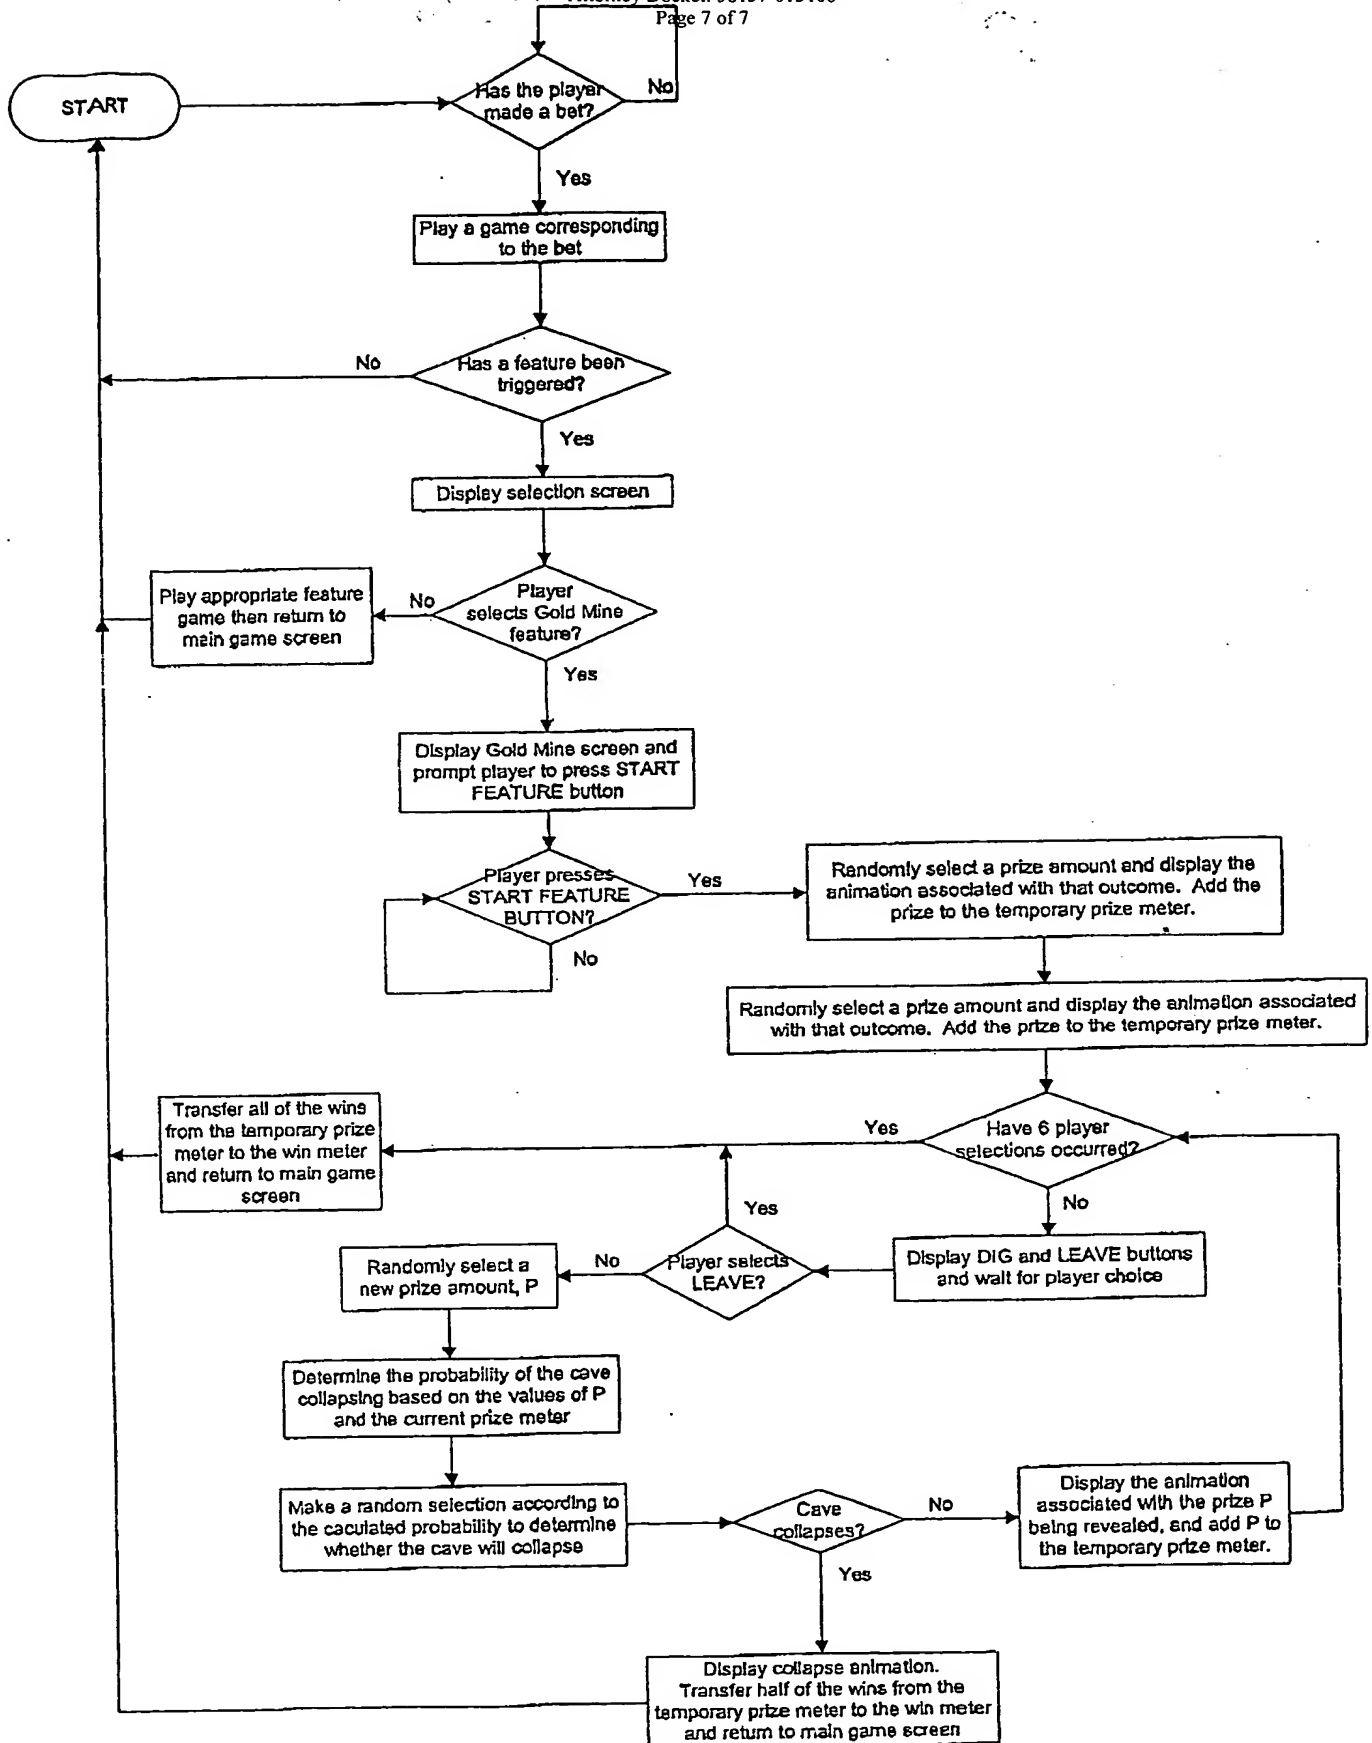 Page 7 of 7
START
Has the player
made a bet?
No
Yes
Play a game corresponding
to the bet
Has a feature been
triggered?
No
Yes
Display selection screen
Player
selects Gold Mine
feature?
No
Play appropriate feature
game then return to
main game screen
Yes
Display Gold Mine screen and
prompt player to press START
FEATURE button
Player presses
START FEATURE
BUTTON?
Yes
No
Randomly select a prize amount and display the
animation associated with that outcome. Add the
prize to the temporary prize meter.
Randomly select a prize amount and display the animation associated
with that outcome. Add the prize to the temporary prize meter.
Have 6 player
selections occurred?
Yes
Transfer all of the wins
from the temporary prize
meter to the win meter
and return to main game
screen
No
Display DIG and LEAVE buttons
and wait for player choice
Player selects
LEAVE?
Yes
No
Randomly select a
new prize amount, P
Determine the probability of the cave
collapsing based on the values of P
and the current prize meter
Make a random selection according to
the caculated probability to determine
whether the cave will collapse
Cave
collapses?
No
Display the animation
associated with the prize P
being revealed, and add P to
the temporary prize meter.
Yes
Display collapse animation.
Transfer half of the wins from the
temporary prize meter to the win meter
and return to main game screen